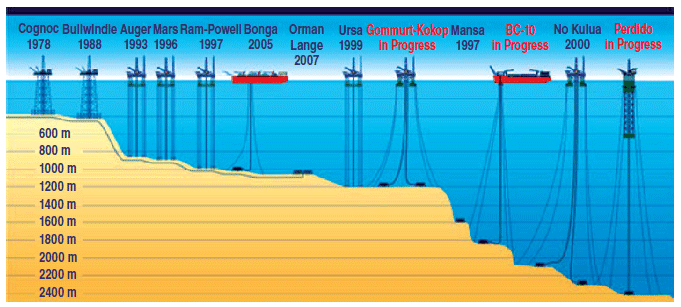 Cognoc Bullwindle Auger Mars Ram-Powell Bonga Orman Ursa Gommurt-Kokop Mansa BC-10 No Kulua Perdido
1978 1988 1993 1996 1997 2005 Lange 1999 in Progress 1997 in Progress 2000 in Progress
2007
600 m
800 m
1000 m
1200 m
1400 m
1600 m
1800 m
2000 m
2200 m
2400 m